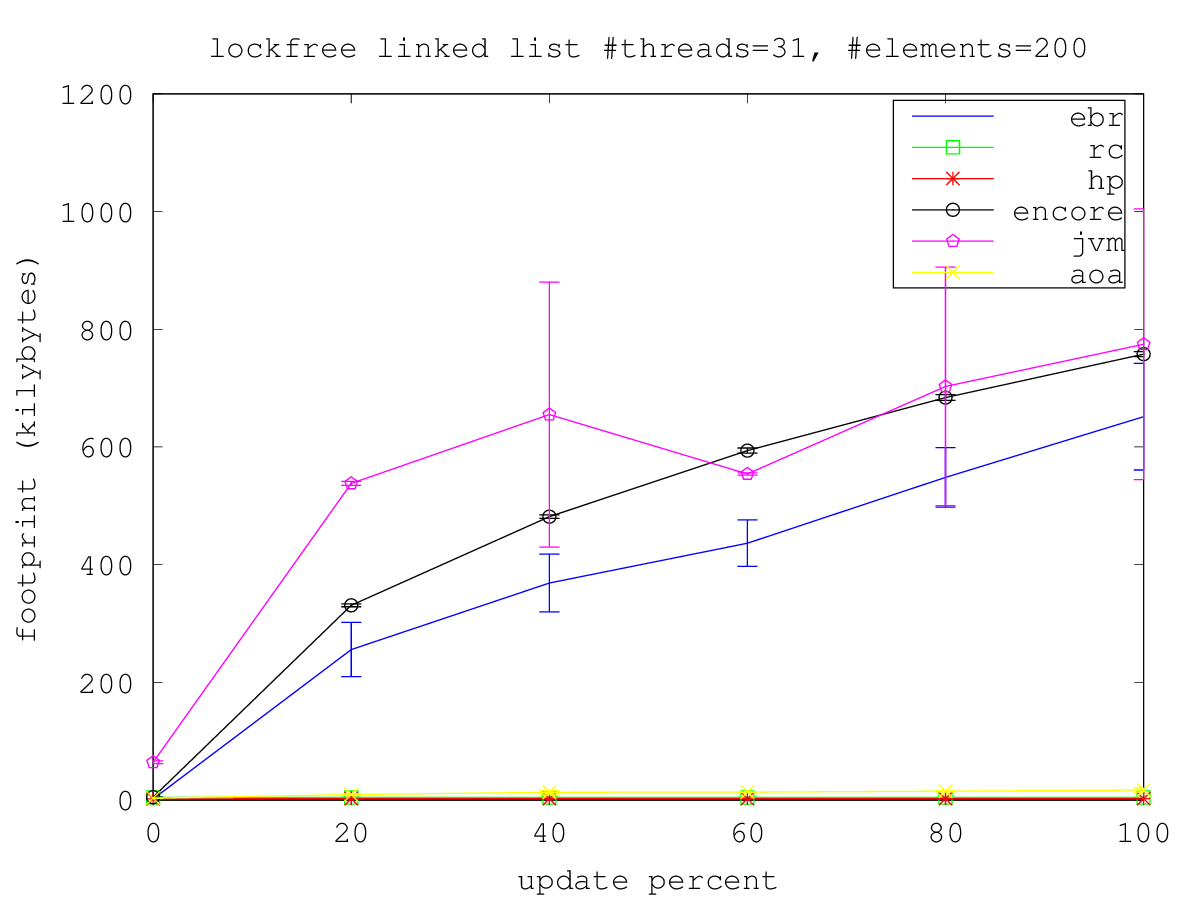 lockfree linked list #threads=31, #elements=200
1200
1000
800
600
400
200
0
footprint (kilybytes)
ebr
rc
hp
encore
jvm
aoa
0 20 40 60 80 100
update percent